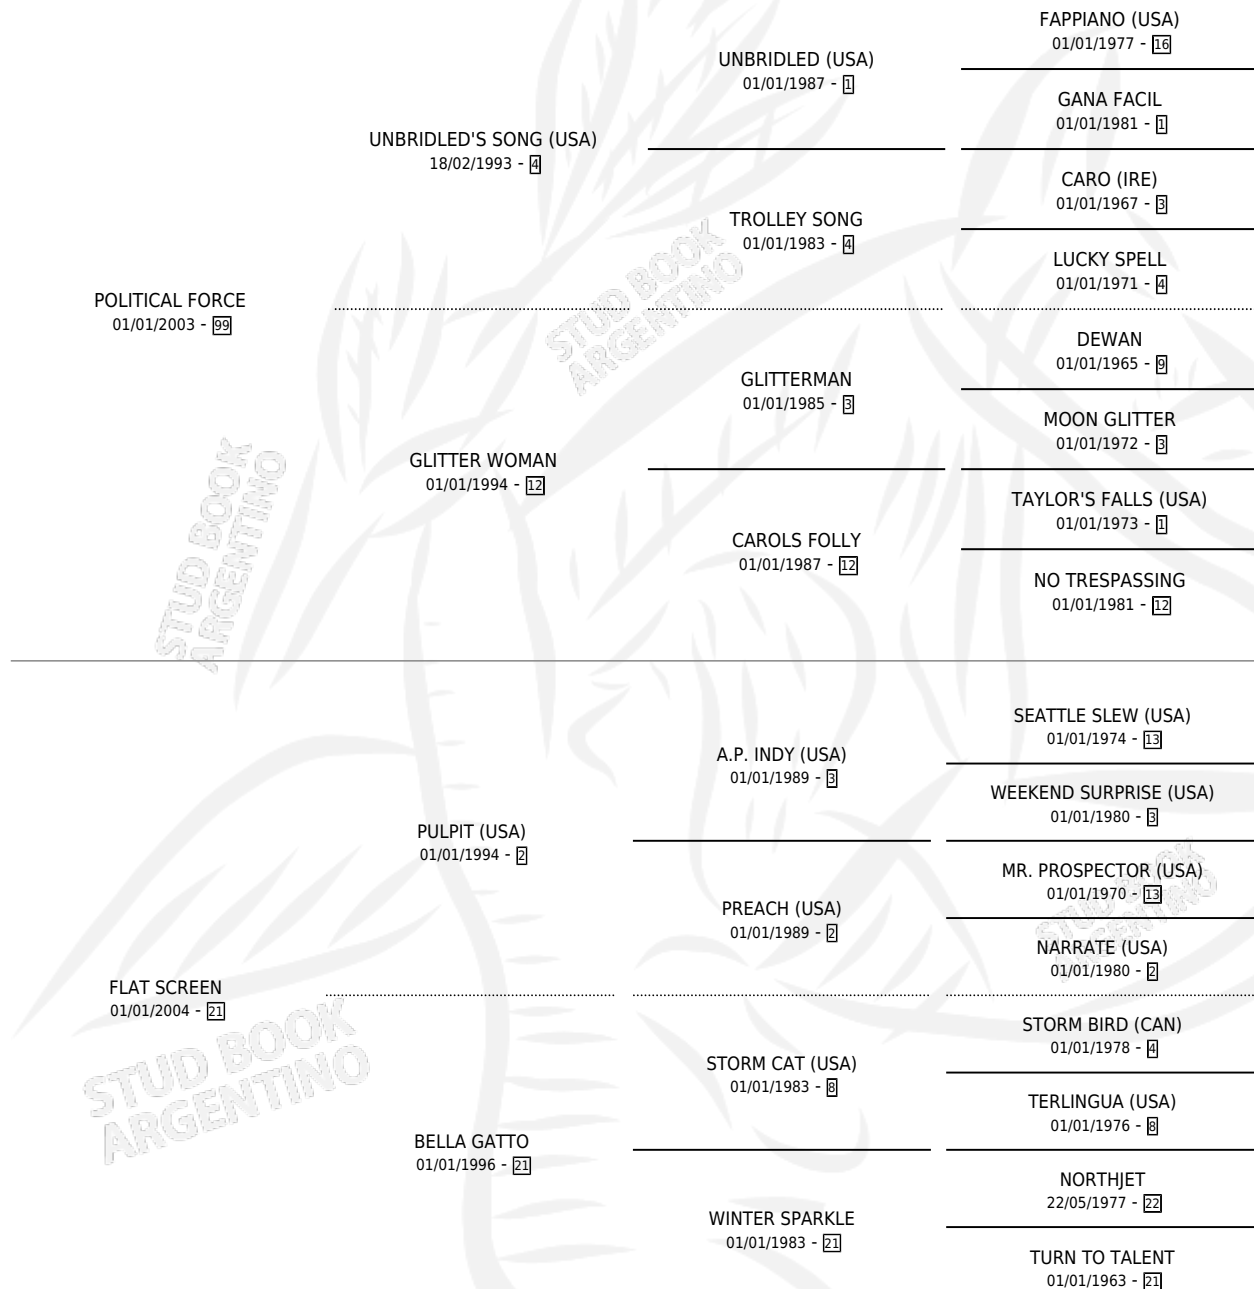 FAPPIANO (USA)
01/01/1977 - 16
UNBRIDLED (USA)
01/01/1987 - 1
GANA FACIL
01/01/1981 - 1
UNBRIDLED'S SONG (USA)
18/02/1993 - 4
CARO (IRE)
01/01/1967 - 3
TROLLEY SONG
01/01/1983 - 4
LUCKY SPELL
01/01/1971 - 4
POLITICAL FORCE
01/01/2003 - 99
DEWAN
01/01/1965 - 9
GLITTERMAN
01/01/1985 - 3
MOON GLITTER
01/01/1972 - 3
GLITTER WOMAN
01/01/1994 - 12
TAYLOR'S FALLS (USA)
01/01/1973 - 1
CAROLS FOLLY
01/01/1987 - 12
NO TRESPASSING
01/01/1981 - 12
SEATTLE SLEW (USA)
01/01/1974 - 13
A.P. INDY (USA)
01/01/1989 - 3
WEEKEND SURPRISE (USA)
01/01/1980 - 3
PULPIT (USA)
01/01/1994 - 2
MR. PROSPECTOR (USA)
01/01/1970 - 13
PREACH (USA)
01/01/1989 - 2
NARRATE (USA)
01/01/1980 - 2
FLAT SCREEN
01/01/2004 - 21
STORM BIRD (CAN)
01/01/1978 - 4
STORM CAT (USA)
01/01/1983 - 8
TERLINGUA (USA)
01/01/1976 - 8
BELLA GATTO
01/01/1996 - 21
NORTHJET
22/05/1977 - 22
WINTER SPARKLE
01/01/1983 - 21
TURN TO TALENT
01/01/1963 - 21
STUD BOOK
ARGENTINO
STUD BOOK
ARGENTINO
STUD BOOK
ARGENTINO
STUD BOOK
ARGENTINO